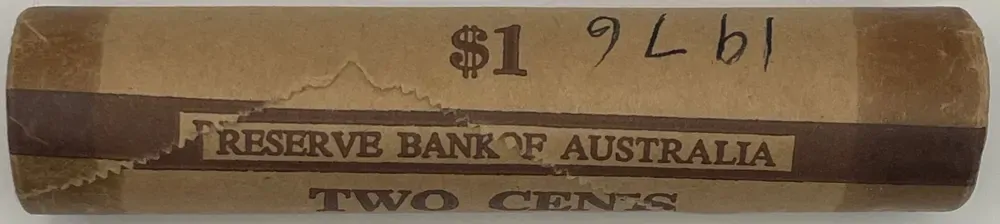 $1 1976
RESERVE BANK OF AUSTRALIA
TWO CENTS